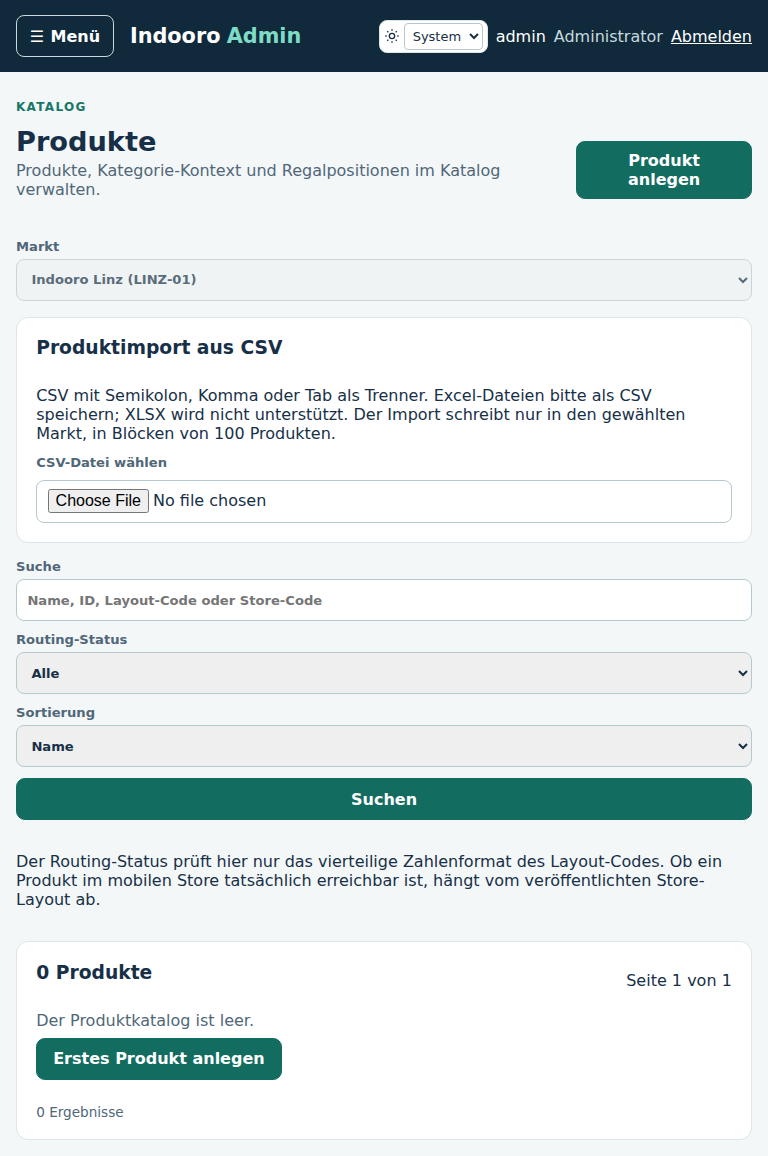 ☰ Menü
Indooro Admin
System
admin Administrator Abmelden
KATALOG
Produkte
Produkte, Kategorie-Kontext und Regalpositionen im Katalog
verwalten.
Produkt
anlegen
Markt
Indooro Linz (LINZ-01)
Produktimport aus CSV
CSV mit Semikolon, Komma oder Tab als Trenner. Excel-Dateien bitte als CSV
speichern; XLSX wird nicht unterstützt. Der Import schreibt nur in den gewählten
Markt, in Blöcken von 100 Produkten.
CSV-Datei wählen
Choose File No file chosen
Suche
Name, ID, Layout-Code oder Store-Code
Routing-Status
Alle
Sortierung
Name
Suchen
Der Routing-Status prüft hier nur das vierteilige Zahlenformat des Layout-Codes. Ob ein
Produkt im mobilen Store tatsächlich erreichbar ist, hängt vom veröffentlichten Store-
Layout ab.
0 Produkte
Seite 1 von 1
Der Produktkatalog ist leer.
Erstes Produkt anlegen
0 Ergebnisse